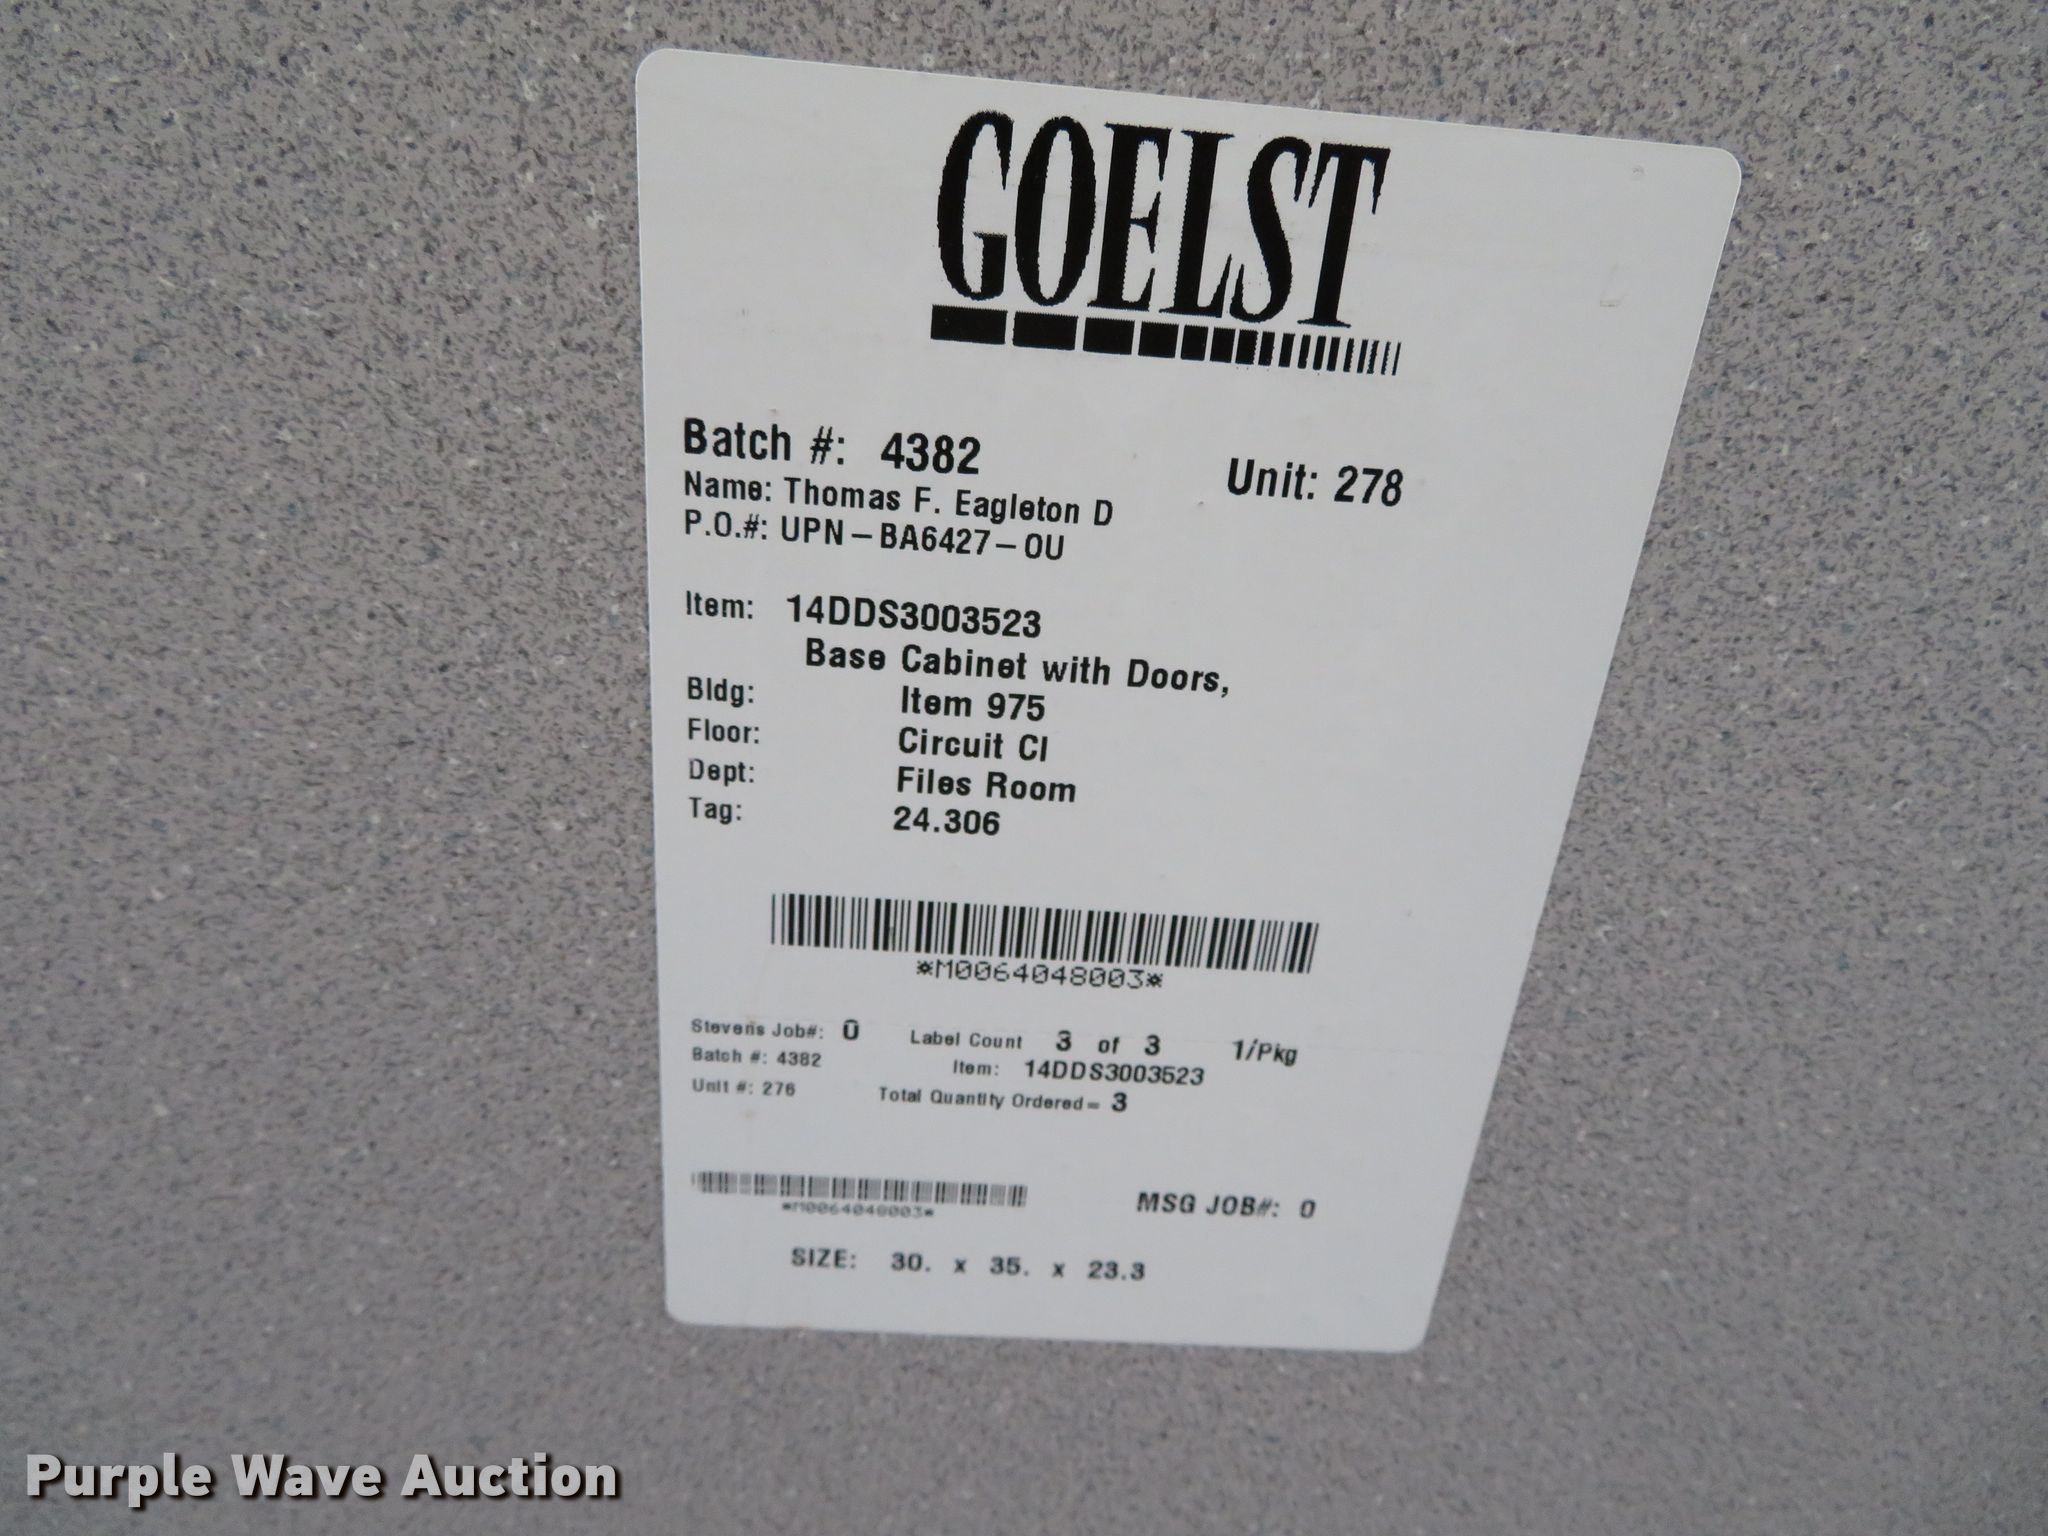 GOELST
Batch #: 4382
Unit: 278
Name: Thomas F. Eagleton D
P.O.#: UPN-BA6427-OU
Item: 14DDS3003523
Base Cabinet with Doors,
Bldg: Item 975
Floor: Circuit Cl
Dept: Files Room
Tag: 24.306
*M0064048003*
Stevens Job#: 0 Label Count 3 of 3 1/Pkg
Batch #: 4382 Item: 14DDS3003523
Unit #: 276 Total Quantity Ordered= 3
*M0064048003*
MSG JOB#: 0
SIZE: 30. x 35. x 23.3
Purple Wave Auction